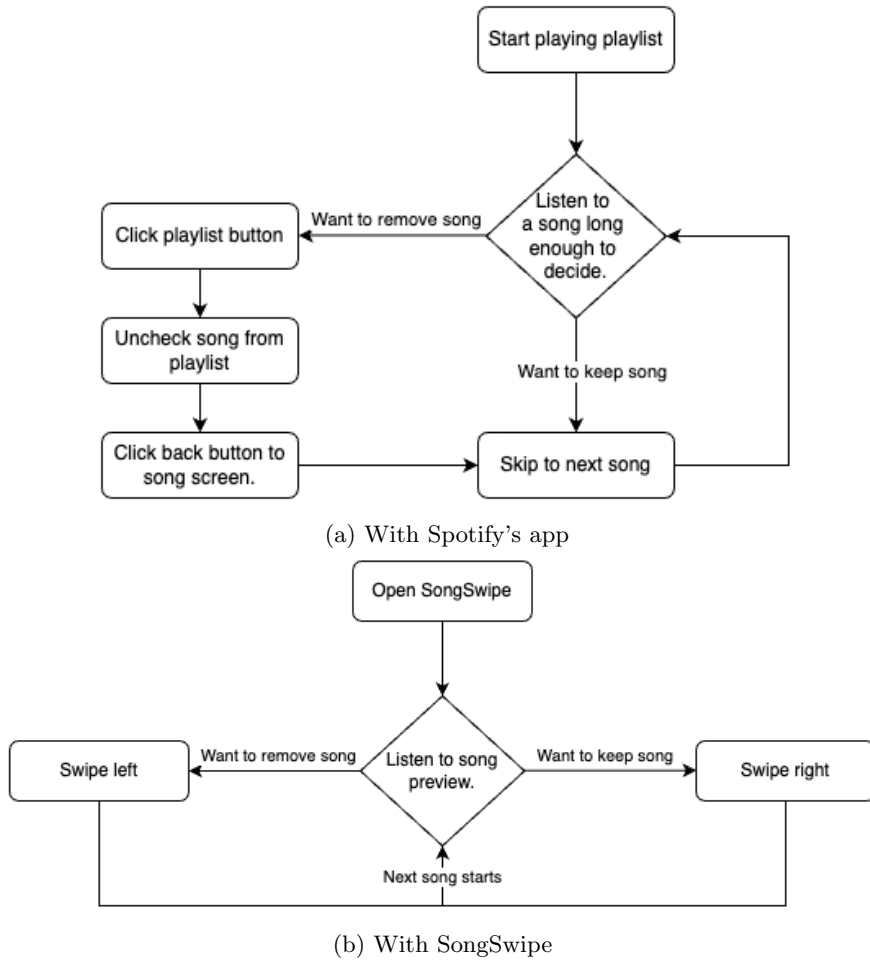 Start playing playlist
Listen to
a song long
enough to
decide.
Want to remove song
Click playlist button
Uncheck song from
playlist
Want to keep song
Click back button to
song screen.
Skip to next song
(a) With Spotify's app
Open SongSwipe
Swipe left
Want to remove song
Listen to song
preview.
Want to keep song
Swipe right
Next song starts
(b) With SongSwipe